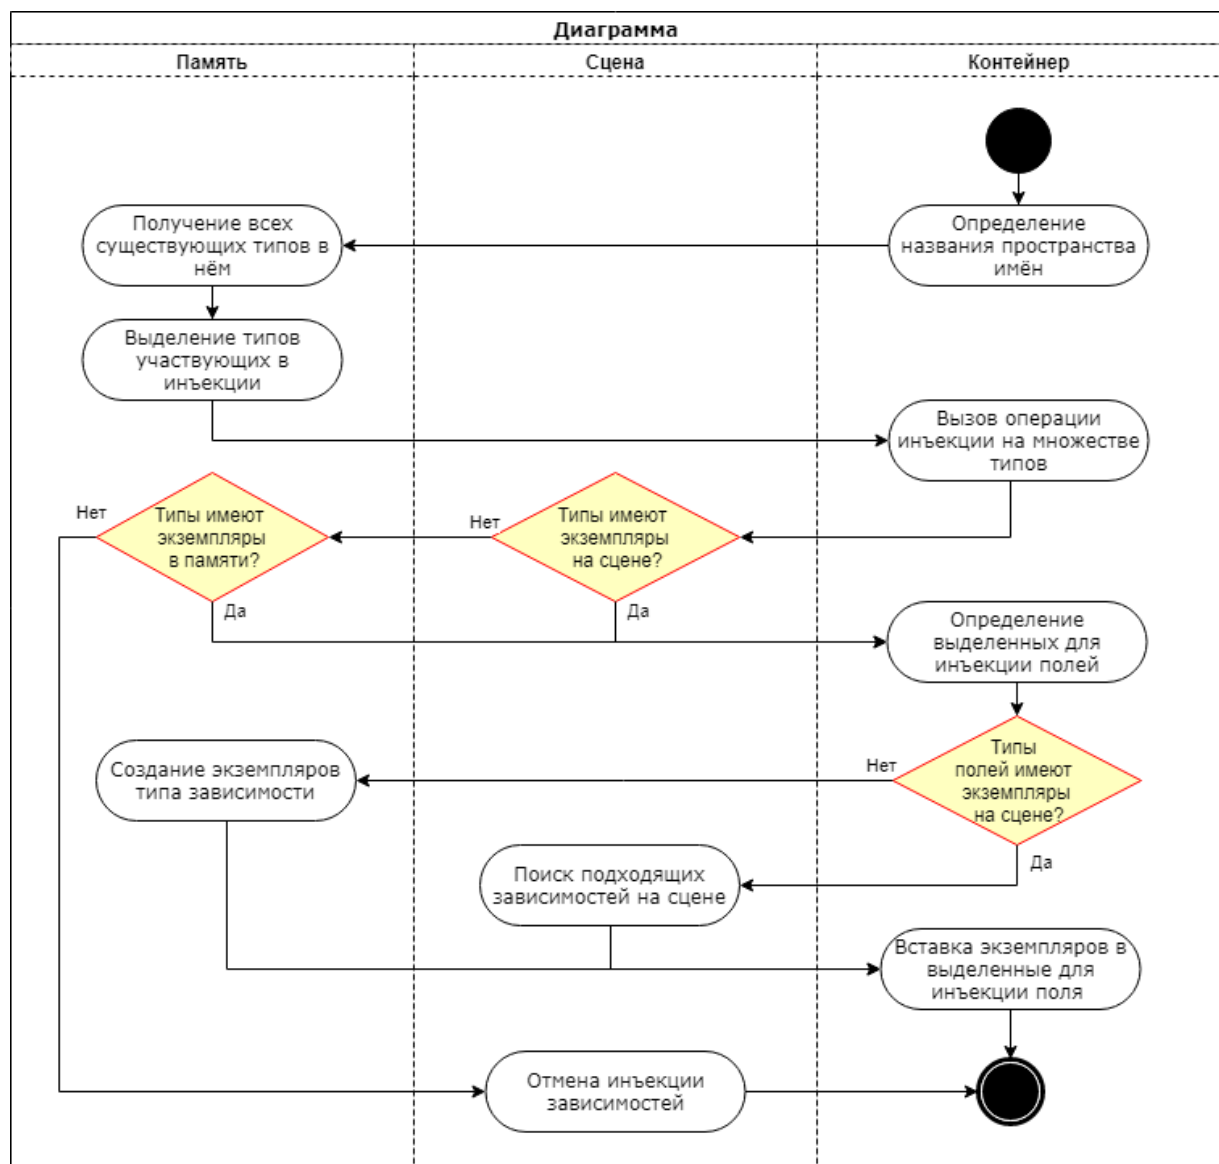 Диаграмма
Память
Сцена
Контейнер
Получение всех
существующих типов в
нём
Определение
названия пространства
имён
Выделение типов
участвующих в
инъекции
Вызов операции
инъекции на множестве
типов
Нет
Типы имеют
экземпляры
в памяти?
Да
Нет
Типы имеют
экземпляры
на сцене?
Да
Определение
выделенных для
инъекции полей
Создание экземпляров
типа зависимости
Нет
Типы
полей имеют
экземпляры
на сцене?
Да
Поиск подходящих
зависимостей на сцене
Вставка экземпляров в
выделенные для
инъекции поля
Отмена инъекции
зависимостей